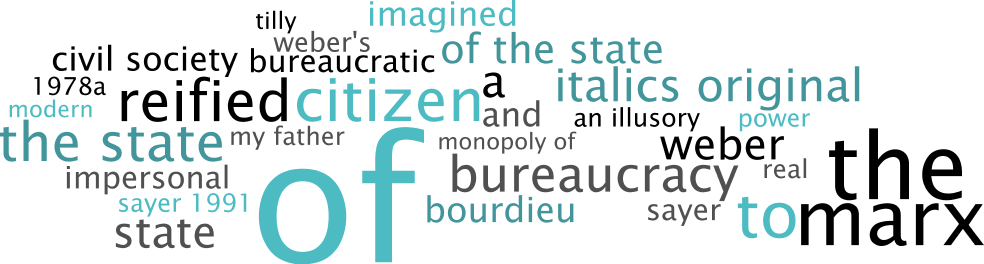 tilly
imagined
weber's
civil society
bureaucratic
of the state
1978a
reified
citizen
a
italics original
modern
and
an illusory
power
the state
my father
of
monopoly of
weber
the
impersonal
bureaucracy
real
sayer 1991
bourdieu
sayer
to
marx
state